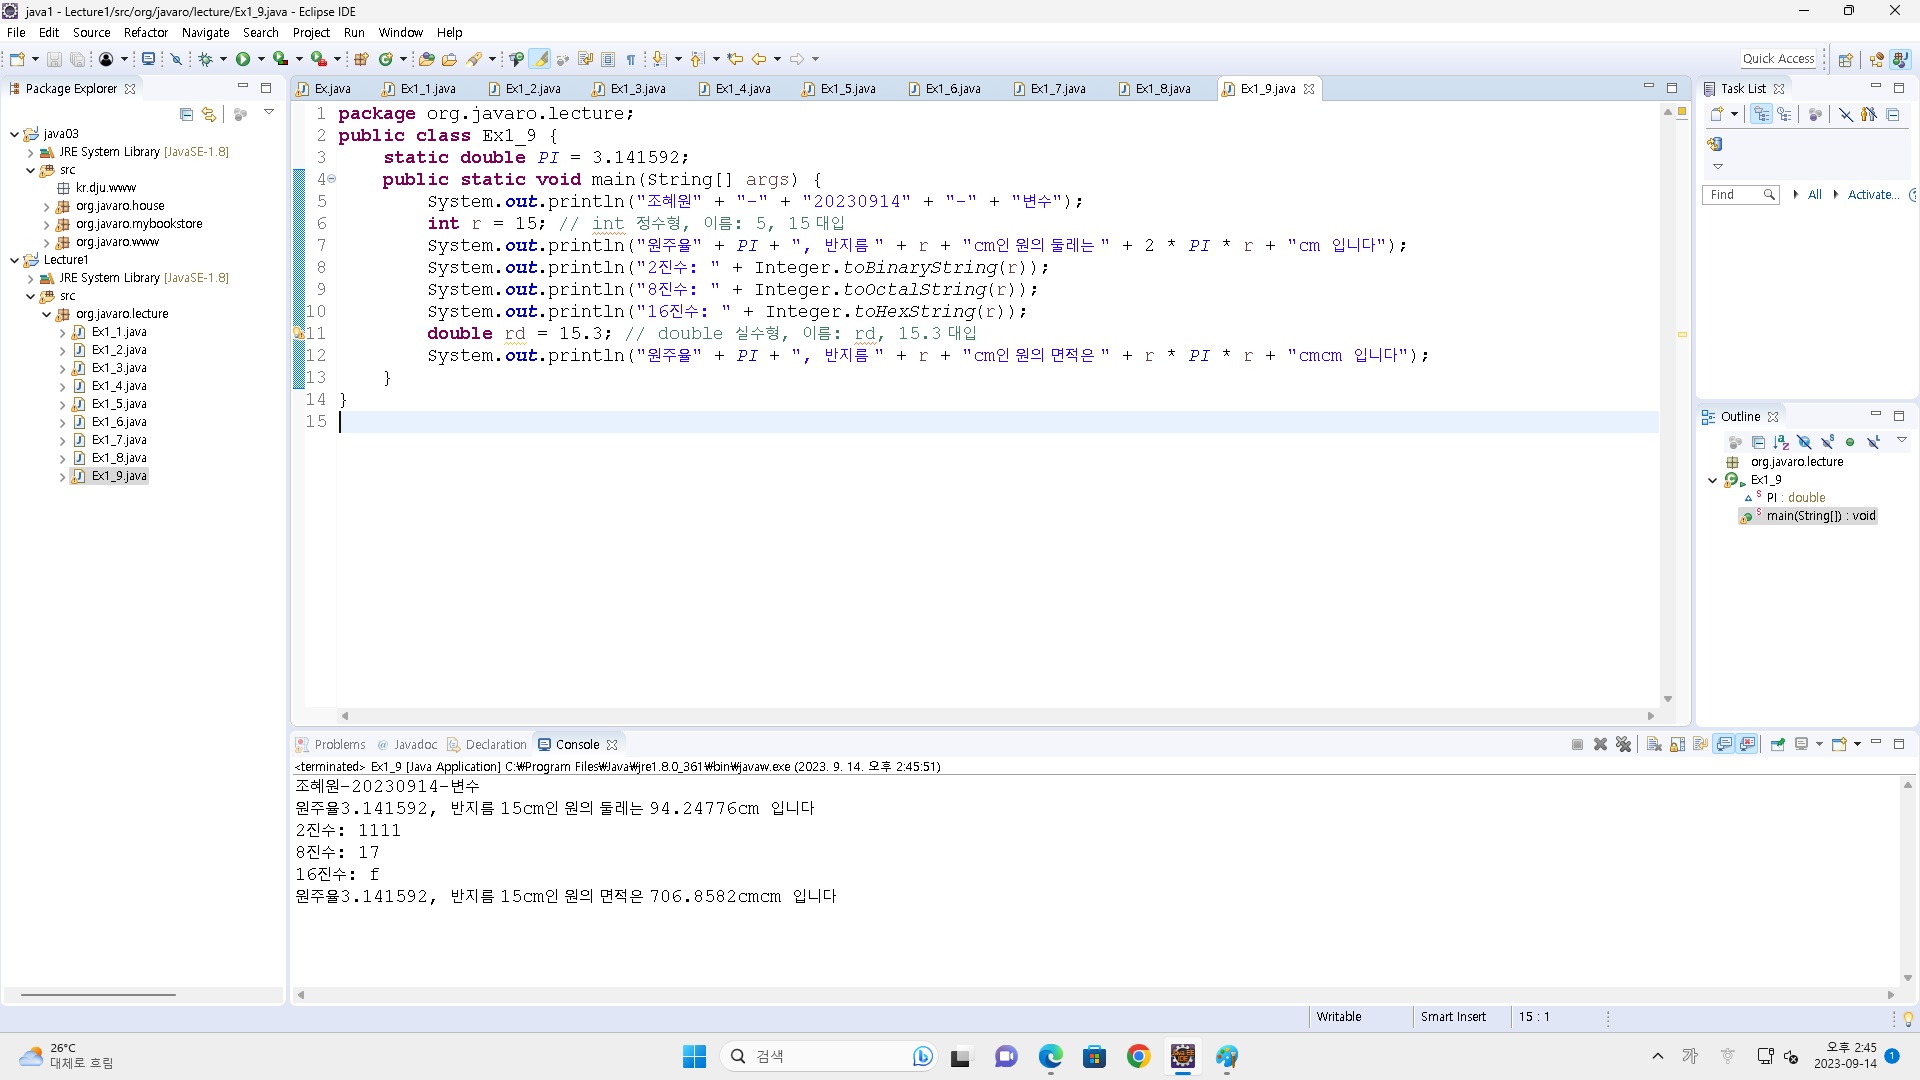 java1 - Lecture1/src/org/javaro/lecture/Ex1_9.java - Eclipse IDE
File Edit Source Refactor Navigate Search Project Run Window Help
Quick Access
Package Explorer
java03
JRE System Library [JavaSE-1.8]
src
kr.dju.www
org.javaro.house
org.javaro.mybookstore
org.javaro.www
Lecture1
JRE System Library [JavaSE-1.8]
src
org.javaro.lecture
Ex1_1.java
Ex1_2.java
Ex1_3.java
Ex1_4.java
Ex1_5.java
Ex1_6.java
Ex1_7.java
Ex1_8.java
Ex1_9.java
Ex.java Ex1_1.java Ex1_2.java Ex1_3.java Ex1_4.java Ex1_5.java Ex1_6.java Ex1_7.java Ex1_8.java Ex1_9.java
1 package org.javaro.lecture;
2 public class Ex1_9 {
3 static double PI = 3.141592;
4 public static void main(String[] args) {
5 System.out.println("조혜원" + "-" + "20230914" + "-" + "변수");
6 int r = 15; // int 정수형, 이름: 5, 15 대입
7 System.out.println("원주율" + PI + ", 반지름 " + r + "cm인 원의 둘레는 " + 2 * PI * r + "cm 입니다");
8 System.out.println("2진수: " + Integer.toBinaryString(r));
9 System.out.println("8진수: " + Integer.toOctalString(r));
10 System.out.println("16진수: " + Integer.toHexString(r));
11 double rd = 15.3; // double 실수형, 이름: rd, 15.3 대입
12 System.out.println("원주율" + PI + ", 반지름 " + r + "cm인 원의 면적은 " + r * PI * r + "cmcm 입니다");
13 }
14 }
15
Task List
Find All Activate...
Outline
org.javaro.lecture
Ex1_9
PI : double
main(String[]) : void
Problems Javadoc Declaration Console
<terminated> Ex1_9 [Java Application] C:₩Program Files₩Java₩jre1.8.0_361₩bin₩javaw.exe (2023. 9. 14. 오후 2:45:51)
조혜원-20230914-변수
원주율3.141592, 반지름 15cm인 원의 둘레는 94.24776cm 입니다
2진수: 1111
8진수: 17
16진수: f
원주율3.141592, 반지름 15cm인 원의 면적은 706.8582cmcm 입니다
Writable Smart Insert 15 : 1
26°C
대체로 흐림
검색
가
오후 2:45
2023-09-14
1